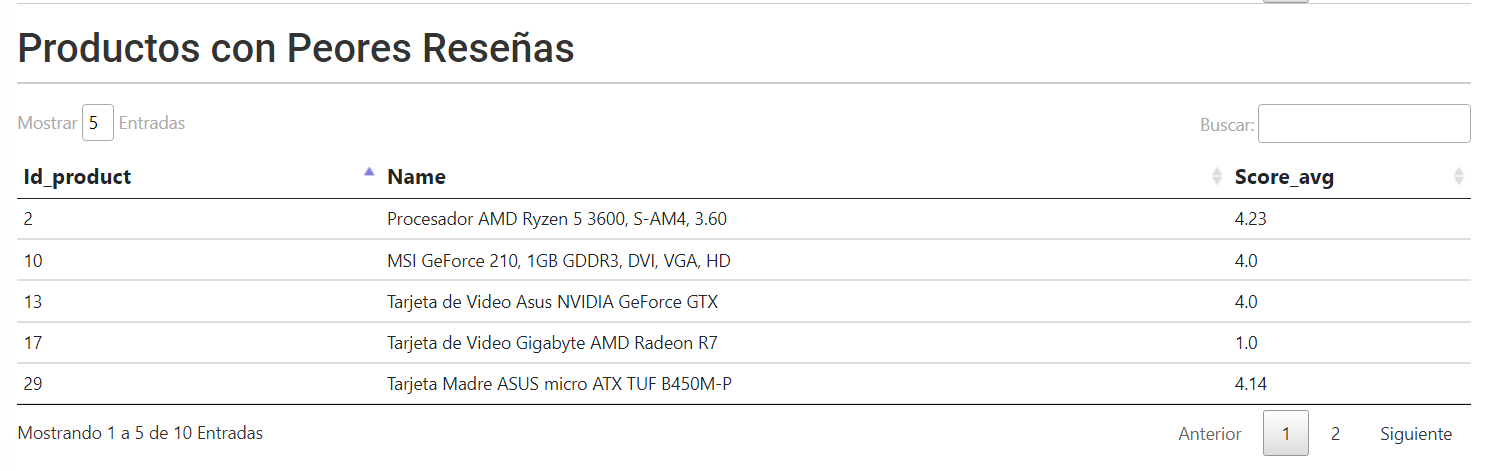 Productos con Peores Reseñas
Mostrar 5 Entradas
Buscar:
Id_product Name Score_avg
2 Procesador AMD Ryzen 5 3600, S-AM4, 3.60 4.23
10 MSI GeForce 210, 1GB GDDR3, DVI, VGA, HD 4.0
13 Tarjeta de Video Asus NVIDIA GeForce GTX 4.0
17 Tarjeta de Video Gigabyte AMD Radeon R7 1.0
29 Tarjeta Madre ASUS micro ATX TUF B450M-P 4.14
Mostrando 1 a 5 de 10 Entradas
Anterior 1 2 Siguiente